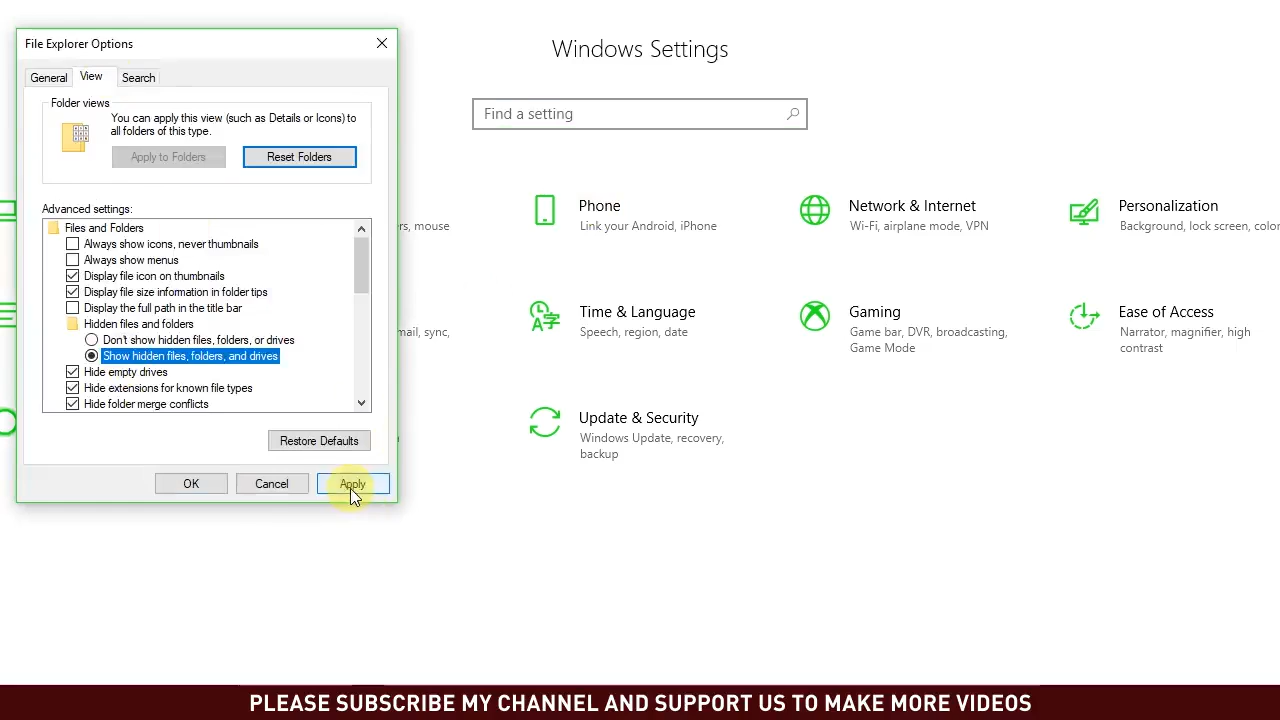 File Explorer Options
General
View
Search
Folder views
You can apply this view (such as Details or Icons) to
all folders of this type.
Apply to Folders
Reset Folders
Advanced settings:
Files and Folders
Always show icons, never thumbnails
Always show menus
Display file icon on thumbnails
Display file size information in folder tips
Display the full path in the title bar
Hidden files and folders
Don't show hidden files, folders, or drives
Show hidden files, folders, and drives
Hide empty drives
Hide extensions for known file types
Hide folder merge conflicts
Restore Defaults
OK
Cancel
Apply
Windows Settings
Find a setting
mouse
Phone
Link your Android, iPhone
Network & Internet
Wi-Fi, airplane mode, VPN
Personalization
Background, lock screen,
sync,
Time & Language
Speech, region, date
Gaming
Game bar, DVR, broadcasting,
Game Mode
Ease of Access
Narrator, magnifier, high
contrast
Update & Security
Windows Update, recovery,
backup
PLEASE SUBSCRIBE MY CHANNEL AND SUPPORT US TO MAKE MORE VIDEOS